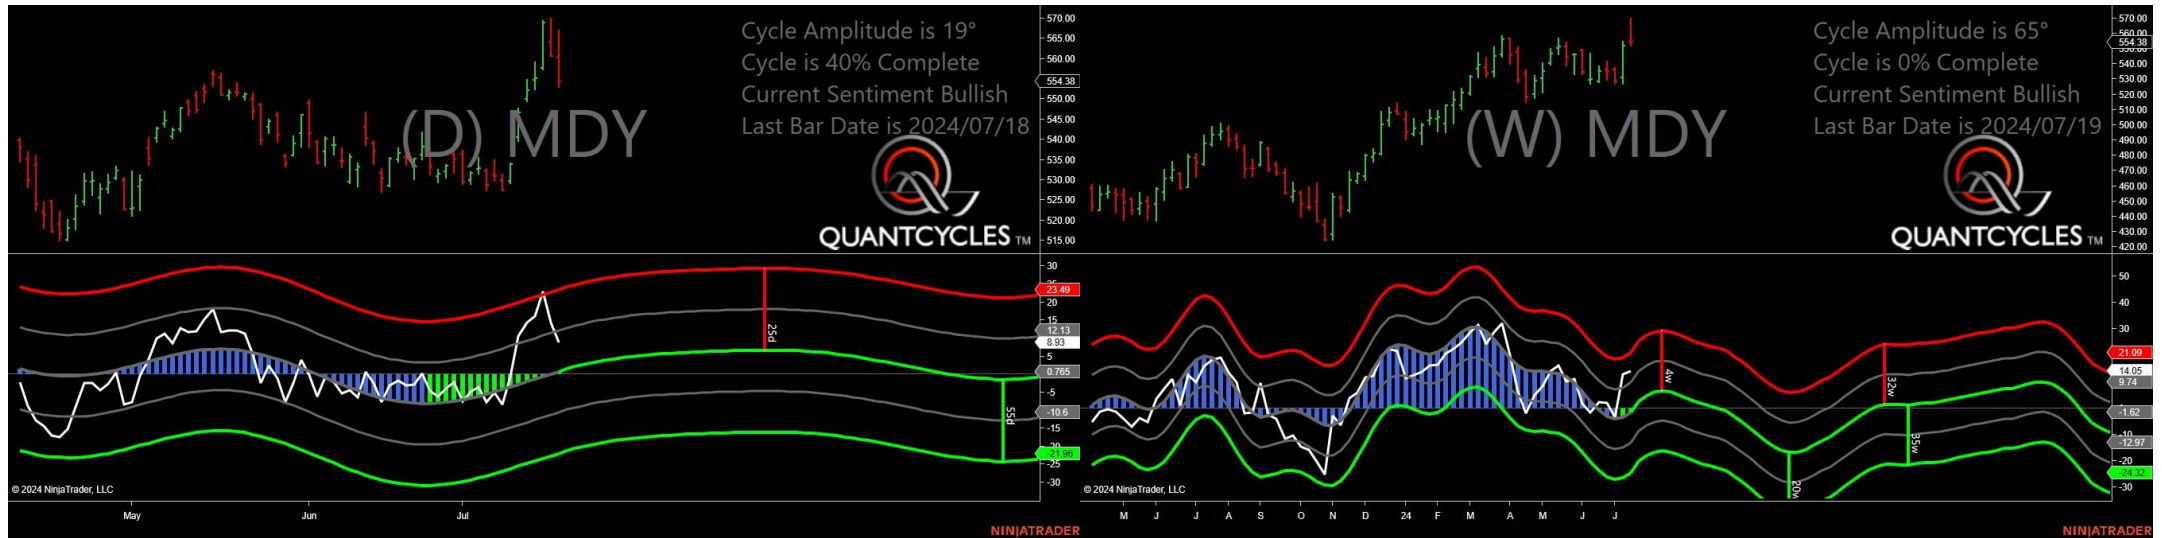 Cycle Amplitude is 19°
Cycle is 40% Complete
Current Sentiment Bullish
Last Bar Date is 2024/07/18
(D) MDY
QUANTCYCLES TM
570.00
565.00
560.00
554.38
550.00
545.00
540.00
535.00
530.00
525.00
520.00
515.00
30
23.49
20
15
12.13
8.93
5
0.765
-5
-10.6
-15
-20
-21.96
-25
-30
25d
55d
© 2024 NinjaTrader, LLC
May
Jun
Jul
NINJATRADER
Cycle Amplitude is 65°
Cycle is 0% Complete
Current Sentiment Bullish
Last Bar Date is 2024/07/19
(W) MDY
QUANTCYCLES TM
570.00
560.00
554.38
540.00
530.00
520.00
510.00
500.00
490.00
480.00
470.00
460.00
450.00
440.00
430.00
420.00
50
40
30
21.09
14.05
9.74
-1.62
-10
-12.97
-20
-24.32
-30
4w
32w
20w
© 2024 NinjaTrader, LLC
M
J
J
A
S
O
N
D
24
F
M
A
M
J
J
NINJATRADER